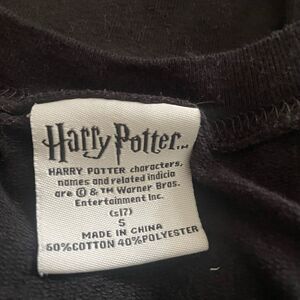 Harry Potter™
HARRY POTTER characters,
names and related indicia
are © & ™ Warner Bros.
Entertainment Inc.
(s17)
S
MADE IN CHINA
60%COTTON 40%POLYESTER